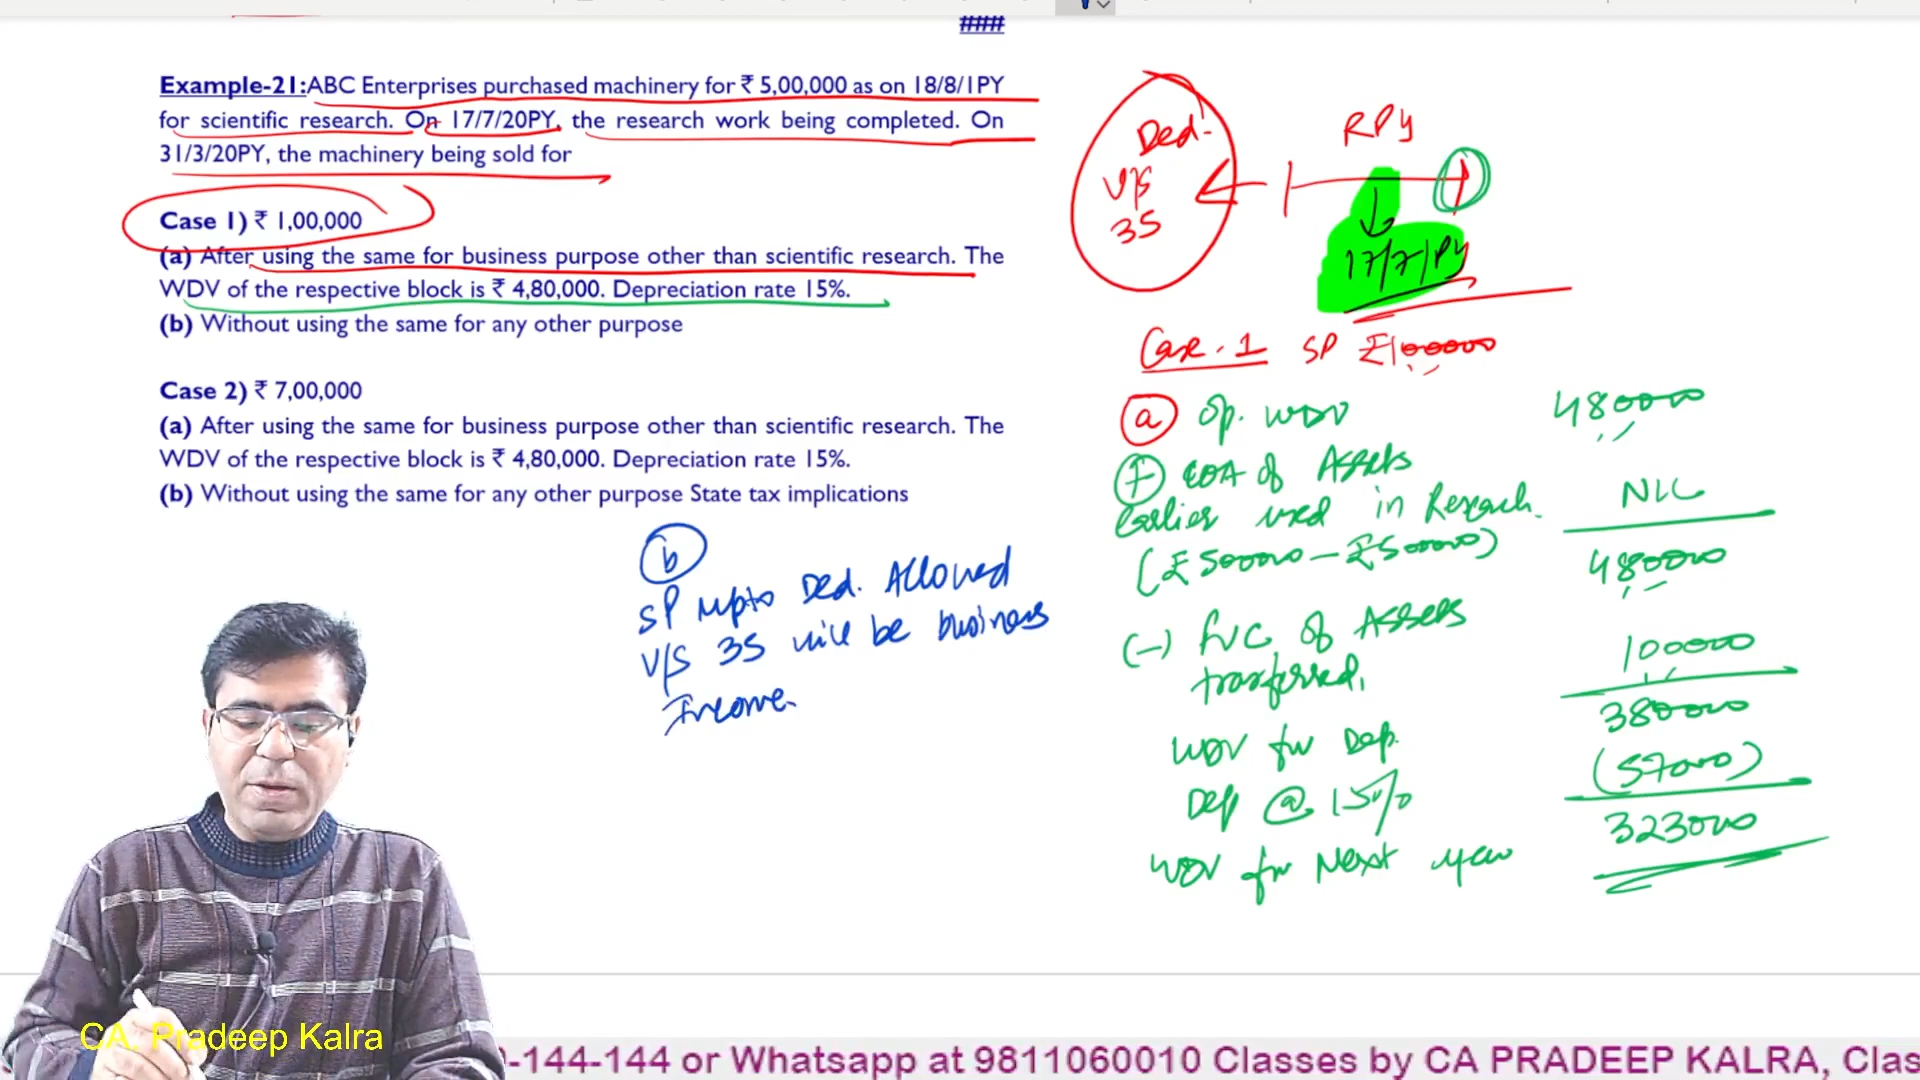 ###
Example-21:ABC Enterprises purchased machinery for ₹ 5,00,000 as on 18/8/1PY
for scientific research. On 17/7/20PY, the research work being completed. On
31/3/20PY, the machinery being sold for
Case 1) ₹ 1,00,000
(a) After using the same for business purpose other than scientific research. The
WDV of the respective block is ₹ 4,80,000. Depreciation rate 15%.
(b) Without using the same for any other purpose
Case 2) ₹ 7,00,000
(a) After using the same for business purpose other than scientific research. The
WDV of the respective block is ₹ 4,80,000. Depreciation rate 15%.
(b) Without using the same for any other purpose State tax implications
(b)
SP upto Ded. Allowed
U/S 35 will be business
Income.
Ded.
U/S
35
RPY
17/7/PY
Case. 1 SP ₹100000
(a) Op. WDV 480000
(+) COA of Assets
Earlier used in Research. NIL
(₹500000 – ₹500000)
480000
(–) FVC of Assets
transferred. 100000
WDV for Dep. 380000
Dep @ 15% (57000)
WDV for Next year 323000
CA. Pradeep Kalra
-144-144 or Whatsapp at 9811060010 Classes by CA PRADEEP KALRA, Clas